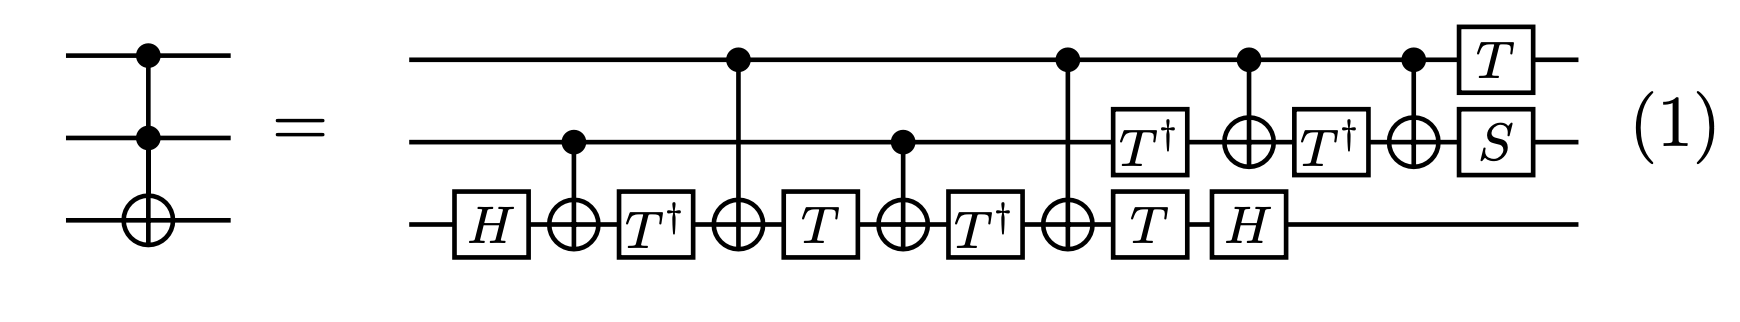 = T (1)
T† T† S
H T† T T† T H